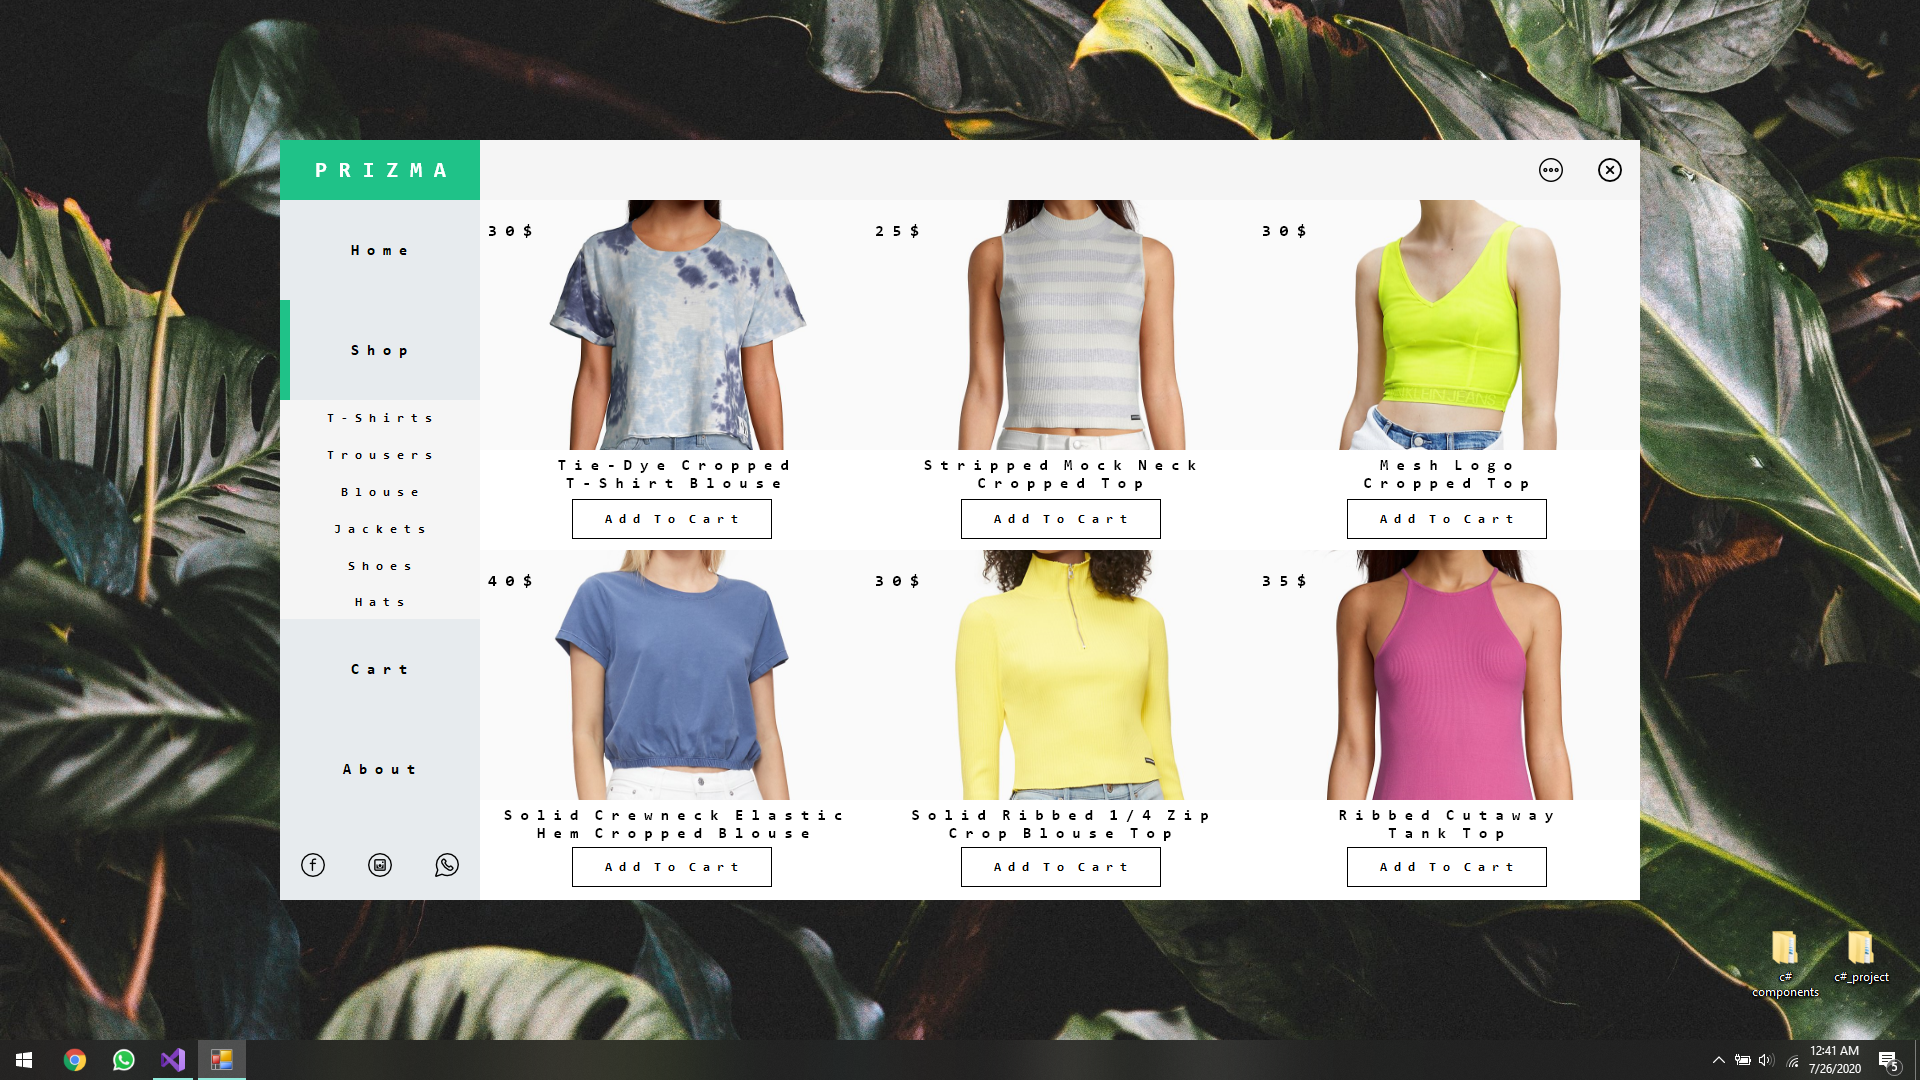 PRIZMA
Home
Shop
T-Shirts
Trousers
Blouse
Jackets
Shoes
Hats
Cart
About
30$
25$
30$
KLEIN JEANS
Tie-Dye Cropped
T-Shirt Blouse
Stripped Mock Neck
Cropped Top
Mesh Logo
Cropped Top
Add To Cart
Add To Cart
Add To Cart
40$
30$
35$
Solid Crewneck Elastic
Hem Cropped Blouse
Solid Ribbed 1/4 Zip
Crop Blouse Top
Ribbed Cutaway
Tank Top
Add To Cart
Add To Cart
Add To Cart
c#
components
c#_project
12:41 AM
7/26/2020
5